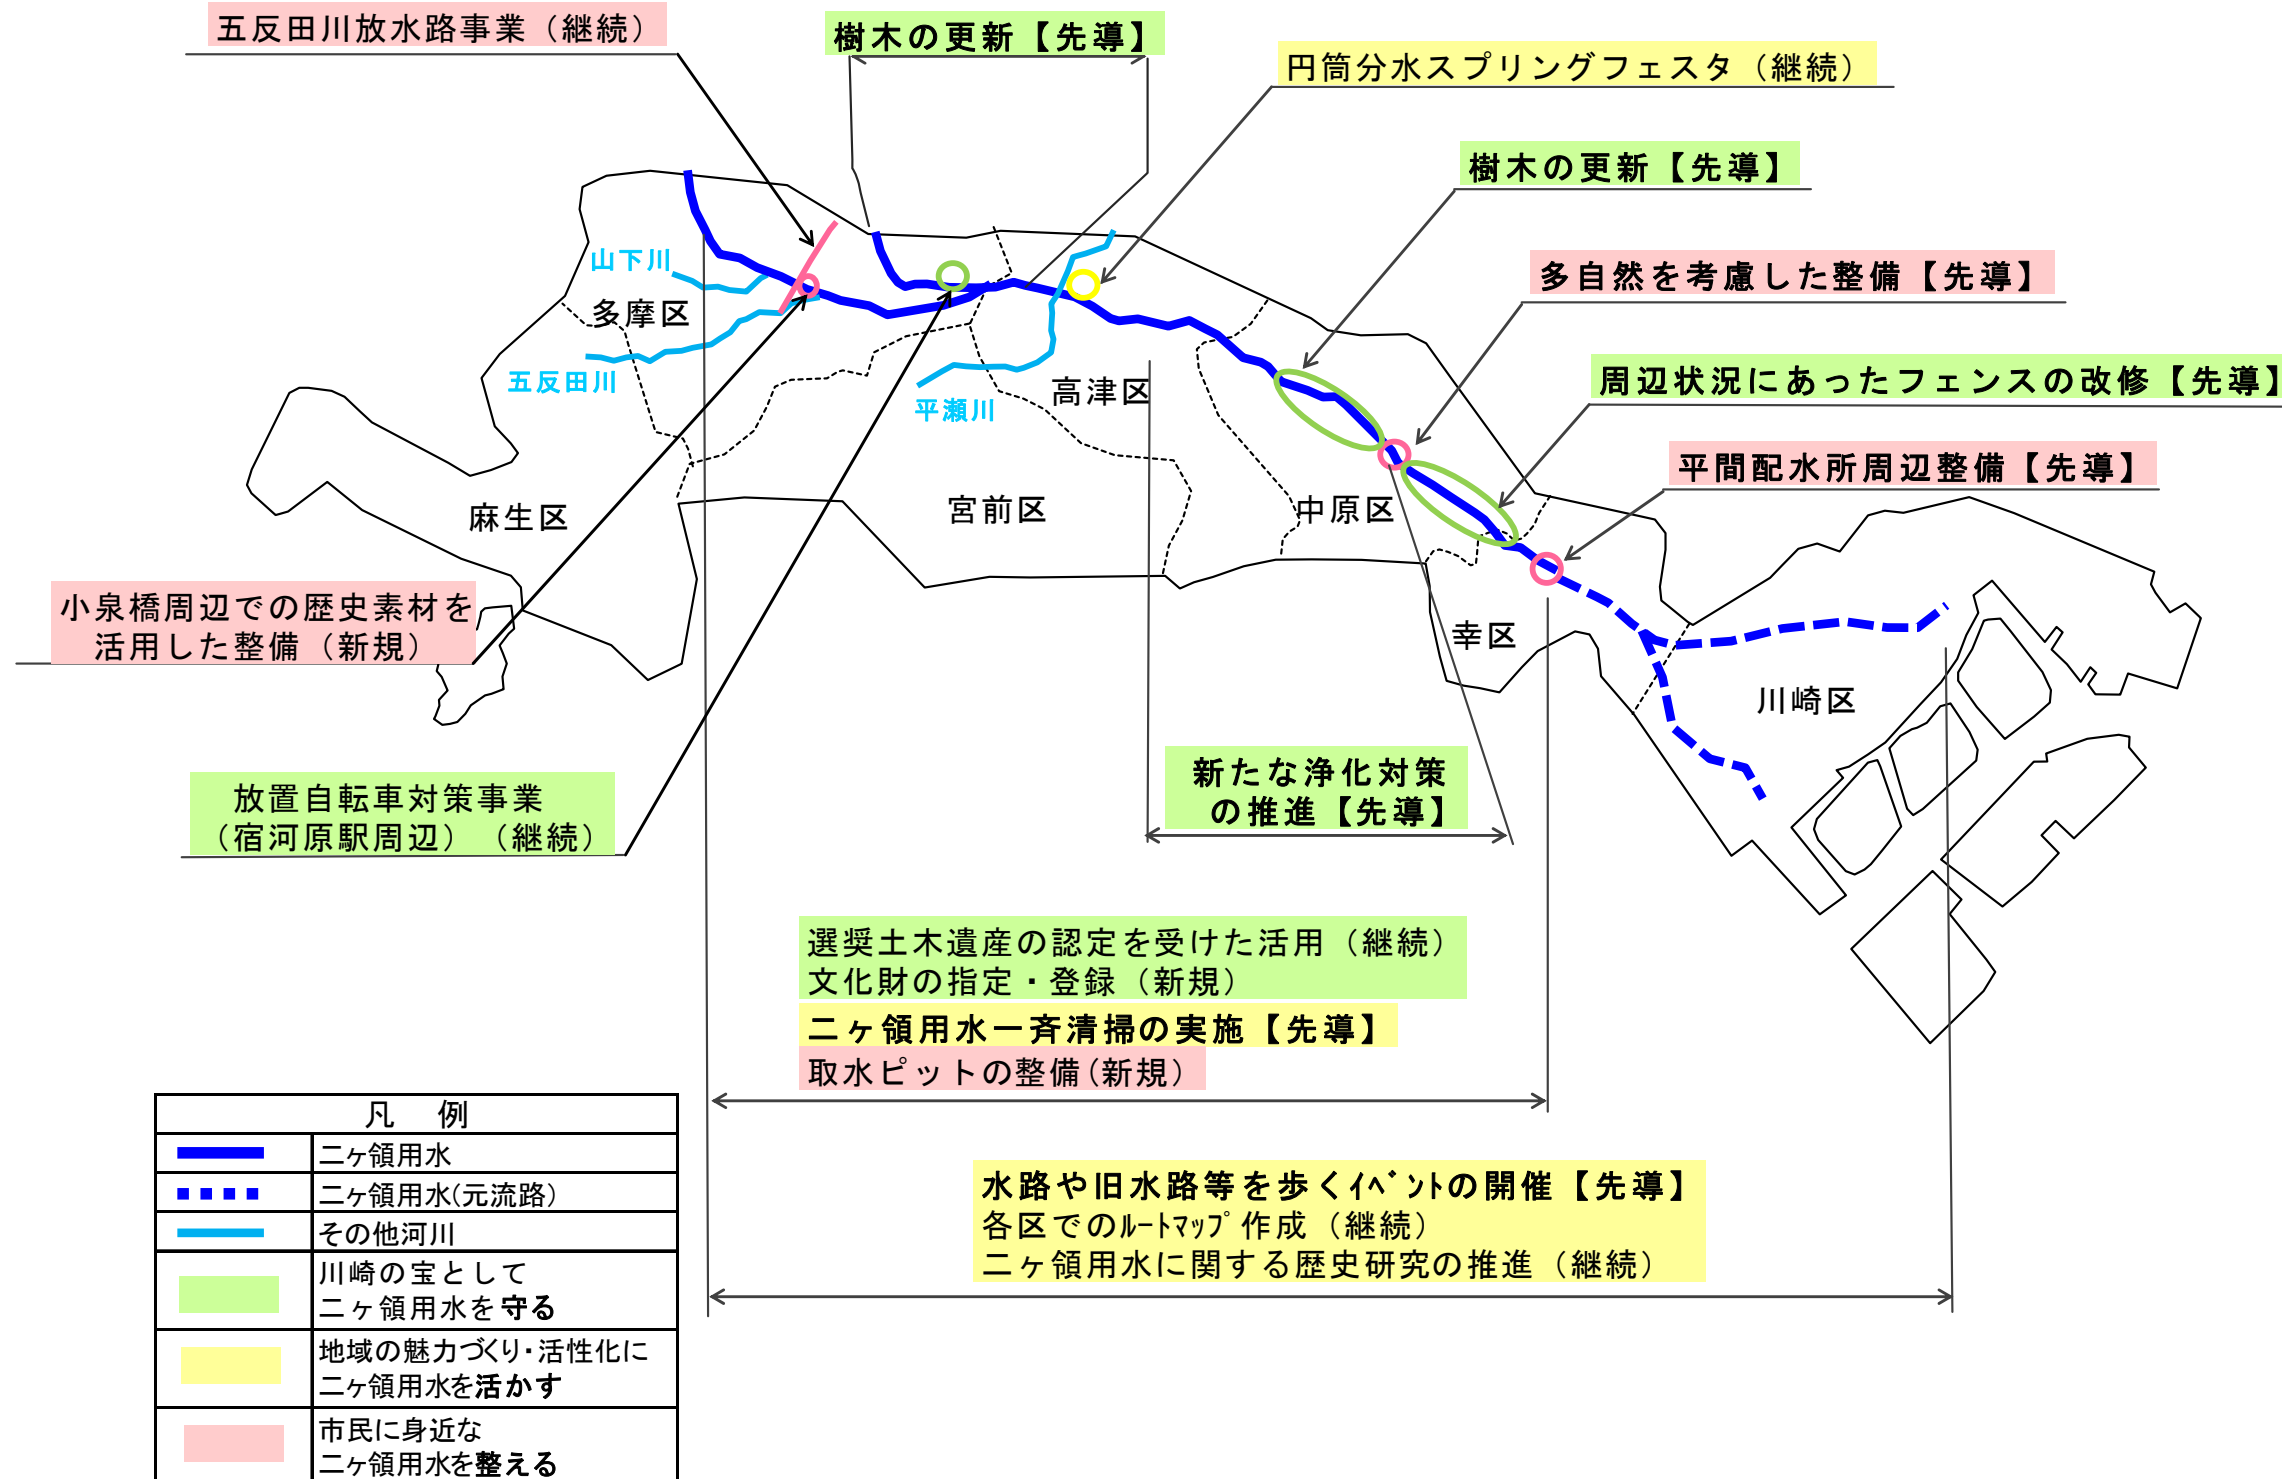 五反田川放水路事業（継続）
樹木の更新【先導】
円筒分水スプリングフェスタ（継続）
樹木の更新【先導】
多自然を考慮した整備【先導】
周辺状況にあったフェンスの改修【先導】
平間配水所周辺整備【先導】
山下川
多摩区
五反田川
平瀬川
高津区
麻生区
宮前区
中原区
幸区
川崎区
小泉橋周辺での歴史素材を
活用した整備（新規）
放置自転車対策事業
（宿河原駅周辺）（継続）
新たな浄化対策
の推進【先導】
選奨土木遺産の認定を受けた活用（継続）
文化財の指定・登録（新規）
二ヶ領用水一斉清掃の実施【先導】
取水ピットの整備(新規）
水路や旧水路等を歩くｲﾍﾞﾝﾄの開催【先導】
各区でのﾙｰﾄﾏｯﾌﾟ作成（継続）
二ヶ領用水に関する歴史研究の推進（継続）
凡　例
二ヶ領用水
二ヶ領用水(元流路)
その他河川
川崎の宝として
二ヶ領用水を守る
地域の魅力づくり・活性化に
二ヶ領用水を活かす
市民に身近な
二ヶ領用水を整える